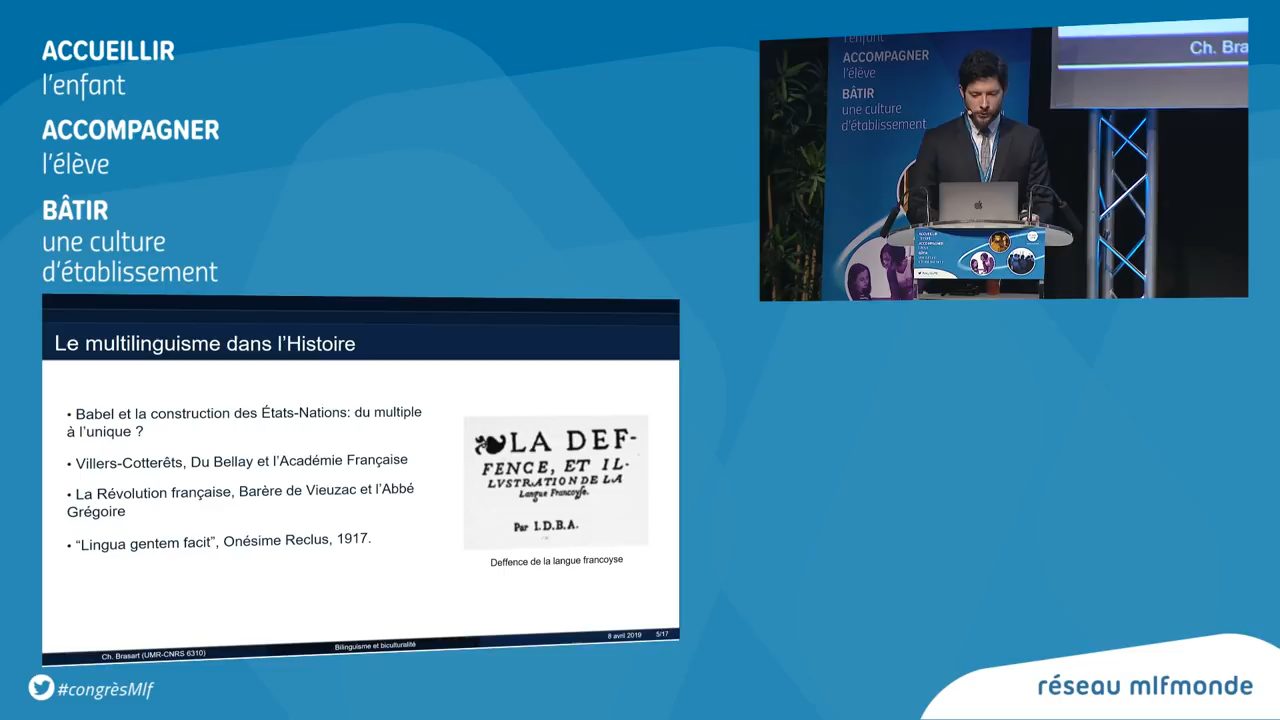 ACCUEILLIR
l'enfant
ACCOMPAGNER
l'élève
BÂTIR
une culture
d'établissement
l'enfant
ACCOMPAGNER
l'élève
BÂTIR
une culture
d'établissement
Ch. Bra
Le multilinguisme dans l'Histoire
• Babel et la construction des États-Nations: du multiple
à l'unique ?
• Villers-Cotterêts, Du Bellay et l'Académie Française
• La Révolution française, Barère de Vieuzac et l'Abbé
Grégoire
• “Lingua gentem facit”, Onésime Reclus, 1917.
LA DEF-
FENCE, ET IL-
LVSTRATION DE LA
Langue Francoyse.
Par I.D.B.A.
Deffence de la langue francoyse
Ch. Brasart (UMR-CNRS 6310)
Bilinguisme et biculturalité
8 avril 2019 5/17
#congrèsMlf
réseau mlfmonde